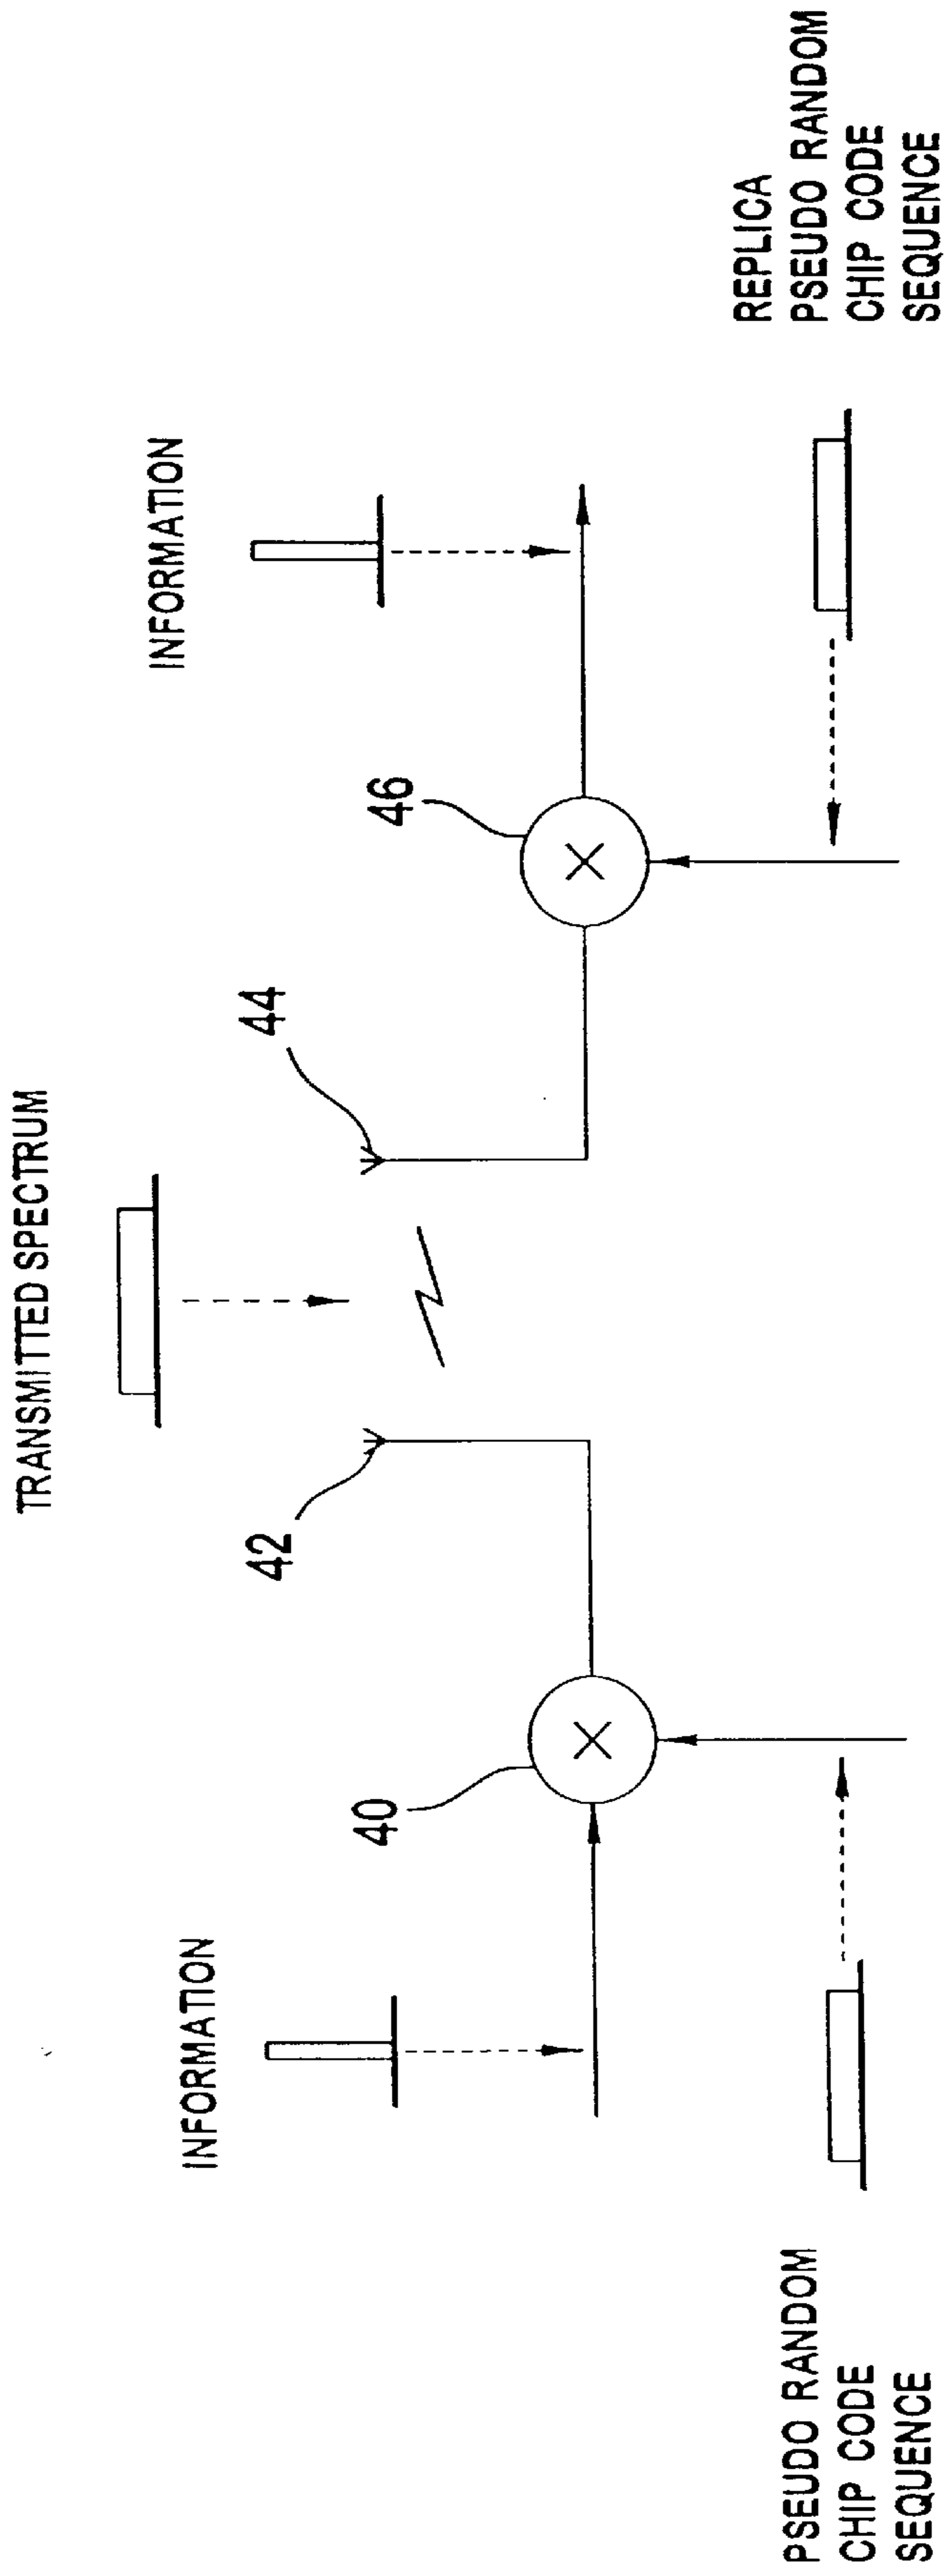 TRANSMITTED SPECTRUM
INFORMATION
42
44
INFORMATION
40
46
PSEUDO RANDOM
CHIP CODE
SEQUENCE
REPLICA
PSEUDO RANDOM
CHIP CODE
SEQUENCE